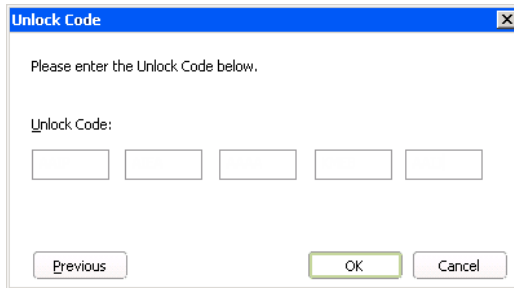 Unlock Code
Please enter the Unlock Code below.
Unlock Code:
Previous OK Cancel